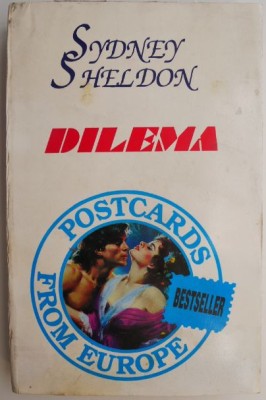 SYDNEY
SHELDON
DILEMA
POSTCARDS
FROM EUROPE
BESTSELLER